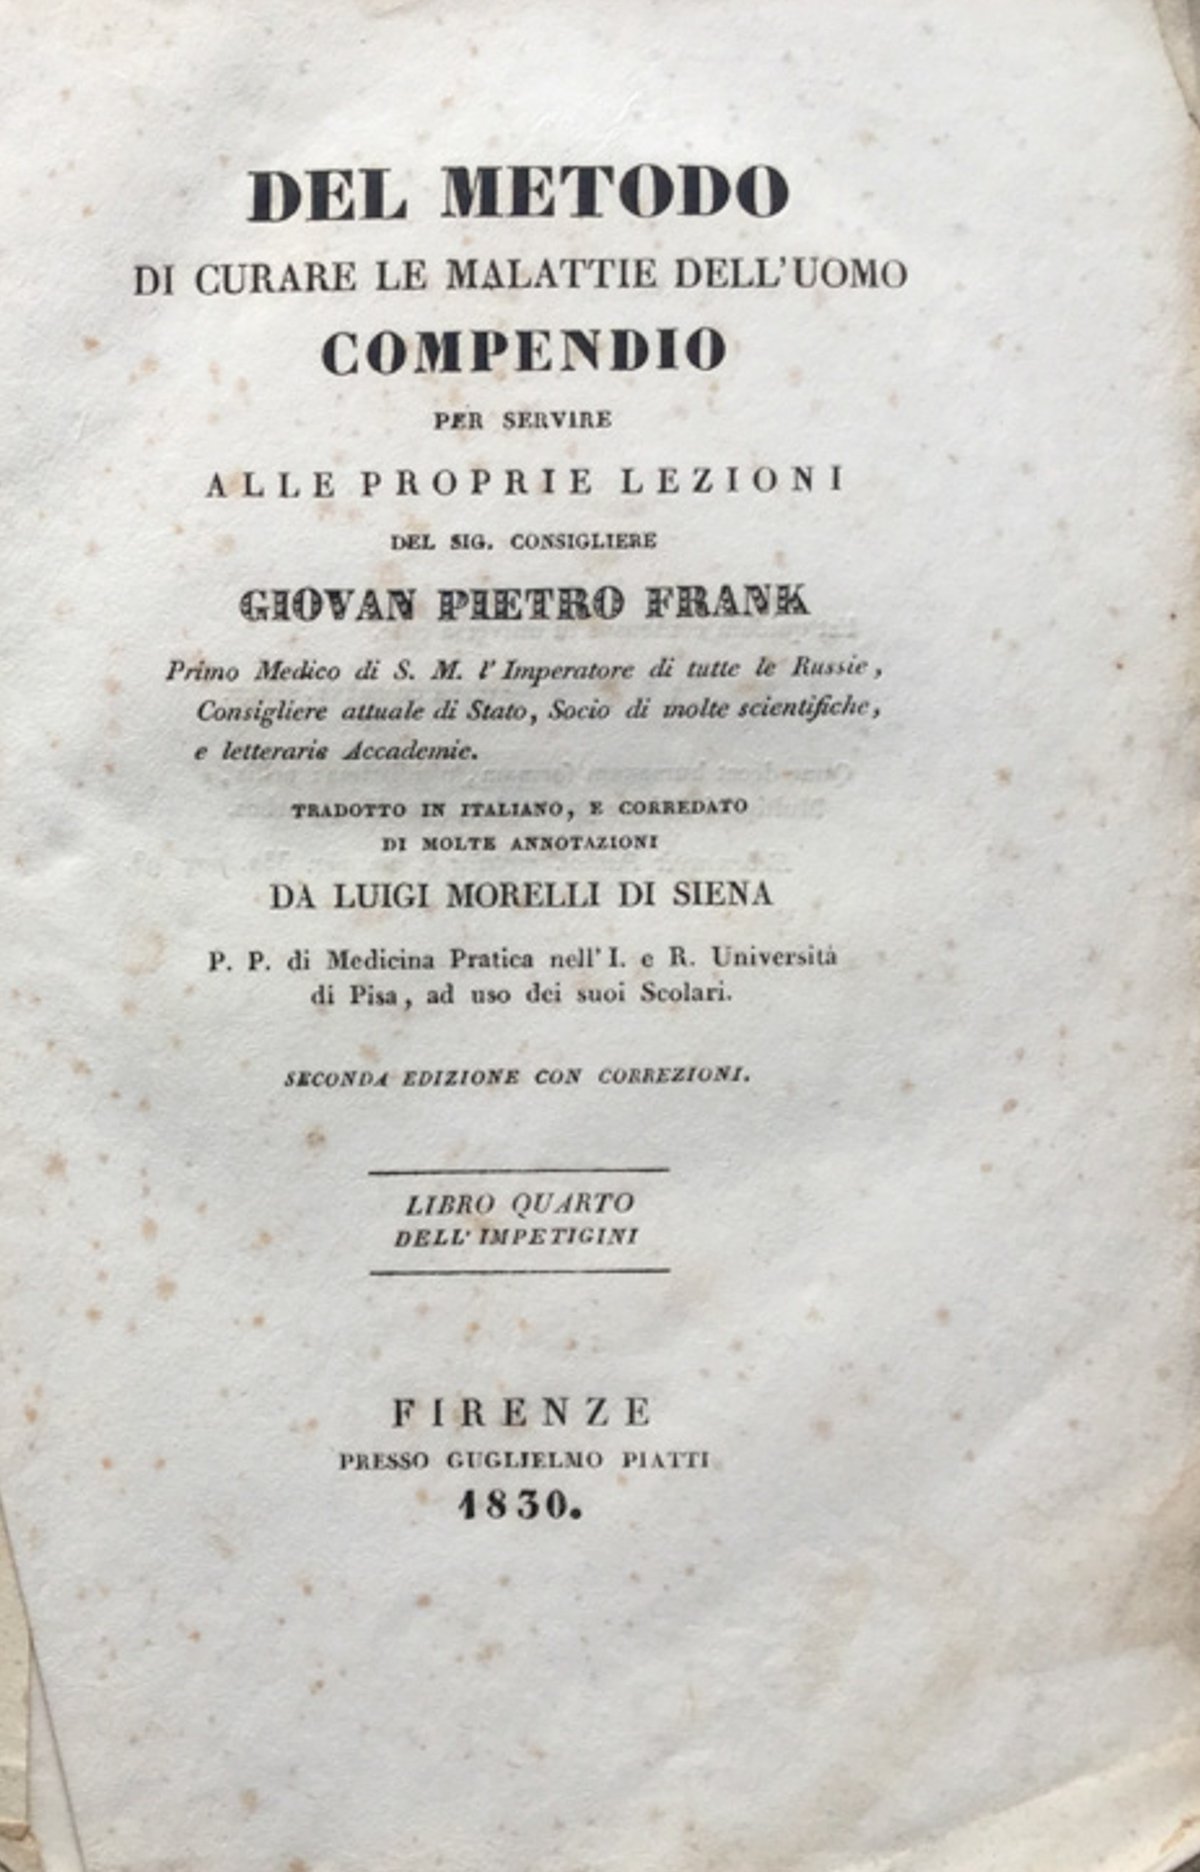 DEL METODO
DI CURARE LE MALATTIE DELL'UOMO
COMPENDIO
PER SERVIRE
ALLE PROPRIE LEZIONI
DEL SIG. CONSIGLIERE
GIOVAN PIETRO FRANK
Primo Medico di S. M. l'Imperatore di tutte le Russie,
Consigliere attuale di Stato, Socio di molte scientifiche,
e letterarie Accademie.
TRADOTTO IN ITALIANO, E CORREDATO
DI MOLTE ANNOTAZIONI
DA LUIGI MORELLI DI SIENA
P. P. di Medicina Pratica nell' I. e R. Università
di Pisa, ad uso dei suoi Scolari.
SECONDA EDIZIONE CON CORREZIONI.
LIBRO QUARTO
DELL' IMPETIGINI
FIRENZE
PRESSO GUGLIELMO PIATTI
1830.